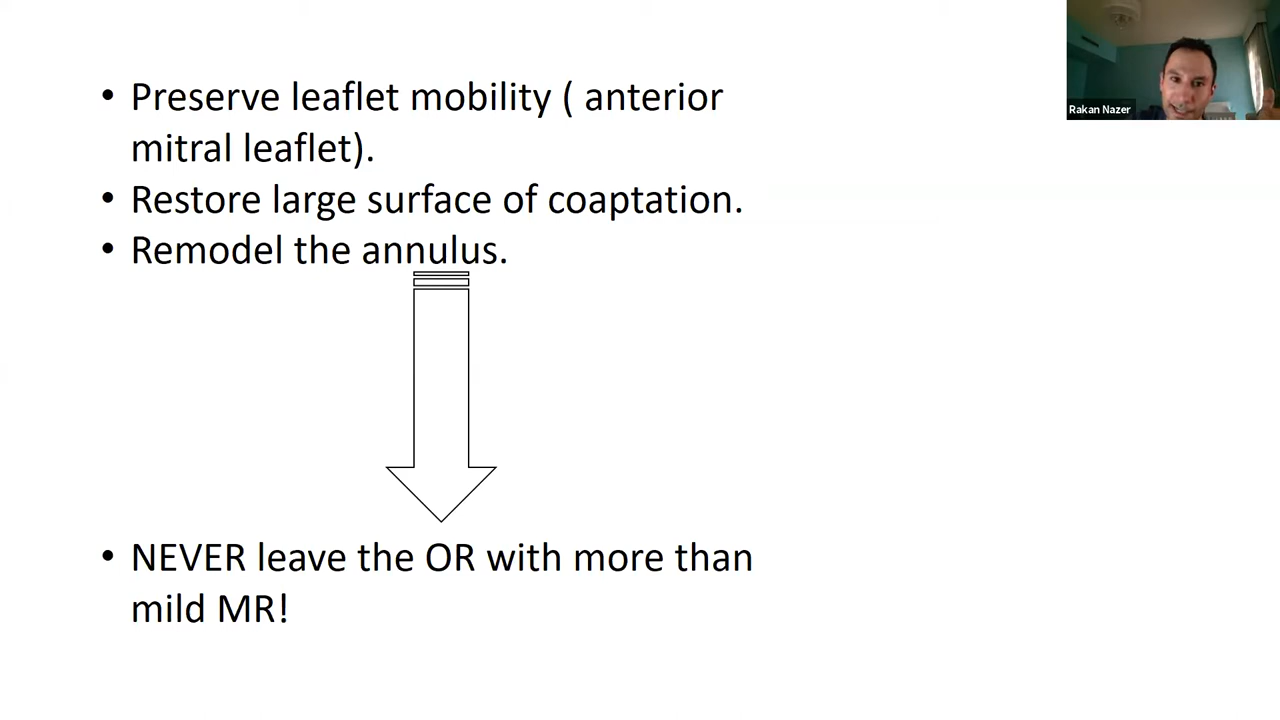 • Preserve leaflet mobility ( anterior
mitral leaflet).
• Restore large surface of coaptation.
• Remodel the annulus.
• NEVER leave the OR with more than
mild MR!
Rakan Nazer